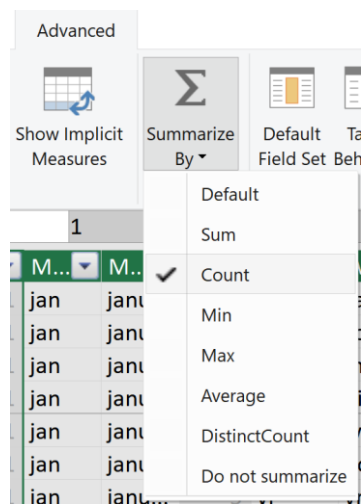 Advanced
Show Implicit Measures
Summarize By
Default Field Set
1
Default
Sum
Count
Min
Max
Average
DistinctCount
Do not summarize
M... M...
jan
jan
jan
jan
jan
jan
jan